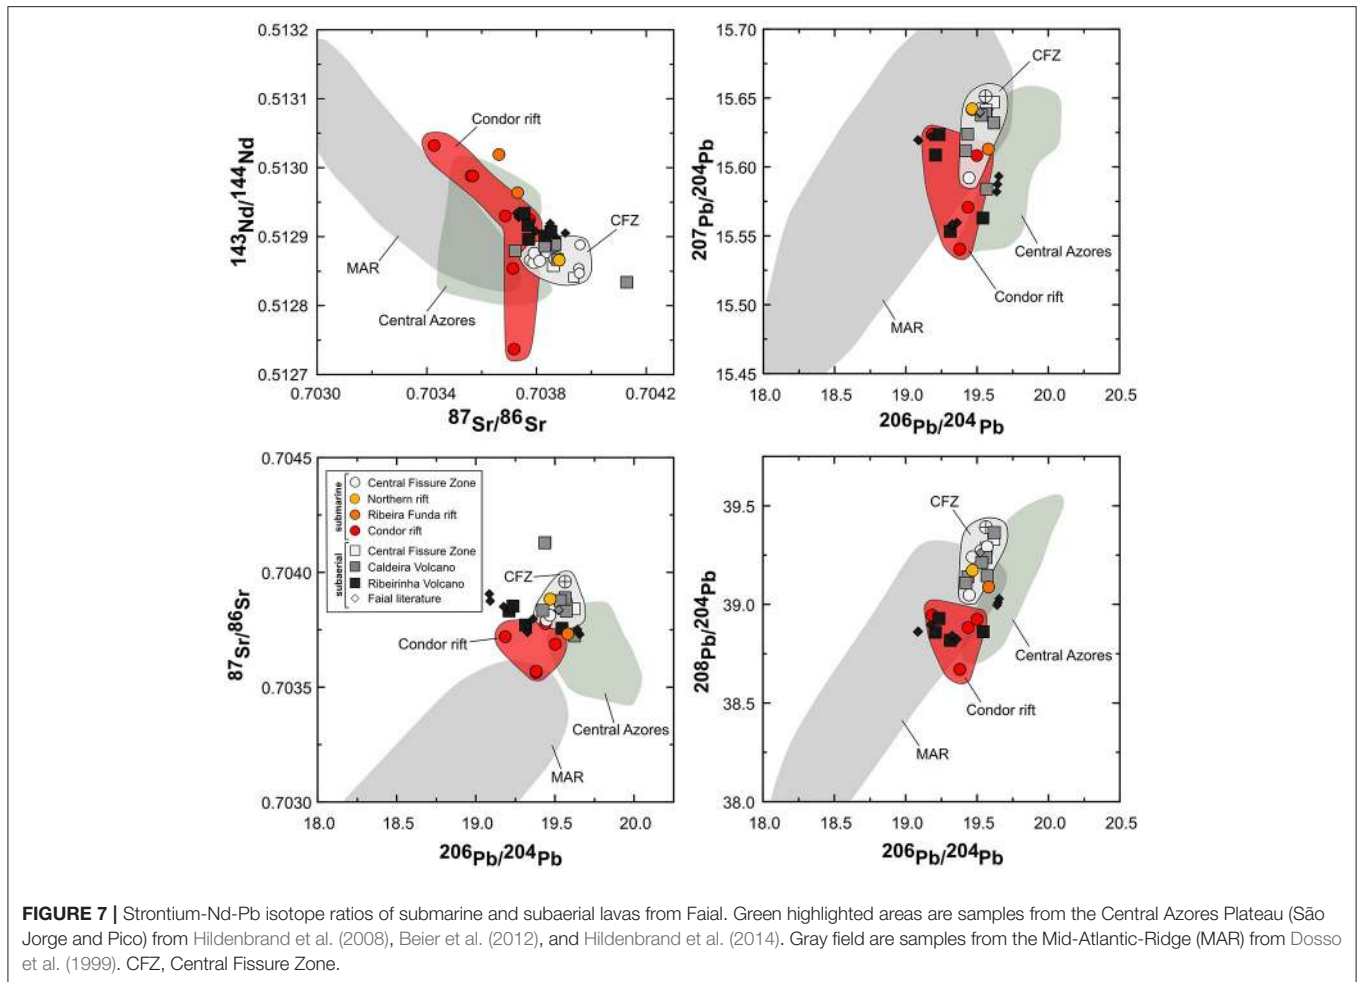 0.5132
0.5131
0.5130
0.5129
0.5128
0.5127
143Nd/144Nd
Condor rift
CFZ
MAR
Central Azores
0.7030 0.7034 0.7038 0.7042
87Sr/86Sr
15.70
15.65
15.60
15.55
15.50
15.45
207Pb/204Pb
CFZ
Central Azores
Condor rift
MAR
18.0 18.5 19.0 19.5 20.0 20.5
206Pb/204Pb
0.7045
0.7040
0.7035
0.7030
87Sr/86Sr
submarine
Central Fissure Zone
Northern rift
Ribeira Funda rift
Condor rift
subaerial
Central Fissure Zone
Caldeira Volcano
Ribeirinha Volcano
Faial literature
CFZ
Condor rift
Central Azores
MAR
18.0 18.5 19.0 19.5 20.0
206Pb/204Pb
39.5
39.0
38.5
38.0
208Pb/204Pb
CFZ
Central Azores
Condor rift
MAR
18.0 18.5 19.0 19.5 20.0 20.5
206Pb/204Pb
FIGURE 7 | Strontium-Nd-Pb isotope ratios of submarine and subaerial lavas from Faial. Green highlighted areas are samples from the Central Azores Plateau (São
Jorge and Pico) from Hildenbrand et al. (2008), Beier et al. (2012), and Hildenbrand et al. (2014). Gray field are samples from the Mid-Atlantic-Ridge (MAR) from Dosso
et al. (1999). CFZ, Central Fissure Zone.